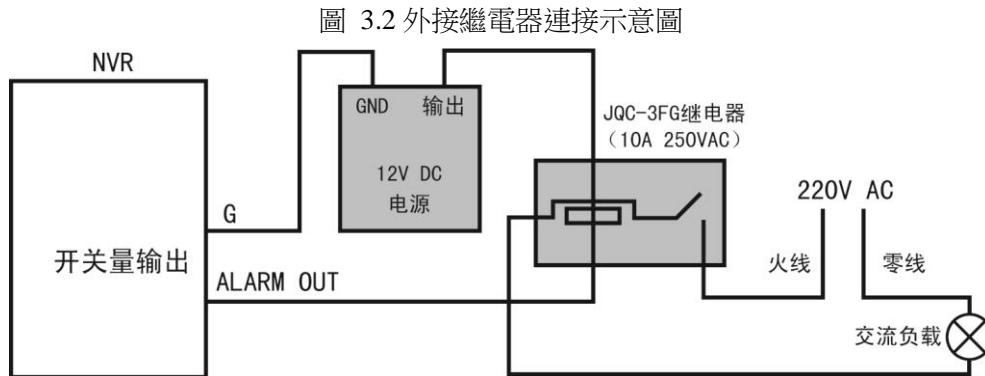 圖 3.2 外接繼電器連接示意圖
NVR
GND 输出
12V DC
电源
JQC-3FG继电器
（10A 250VAC）
220V AC
G
开关量输出
ALARM OUT
火线
零线
交流负载